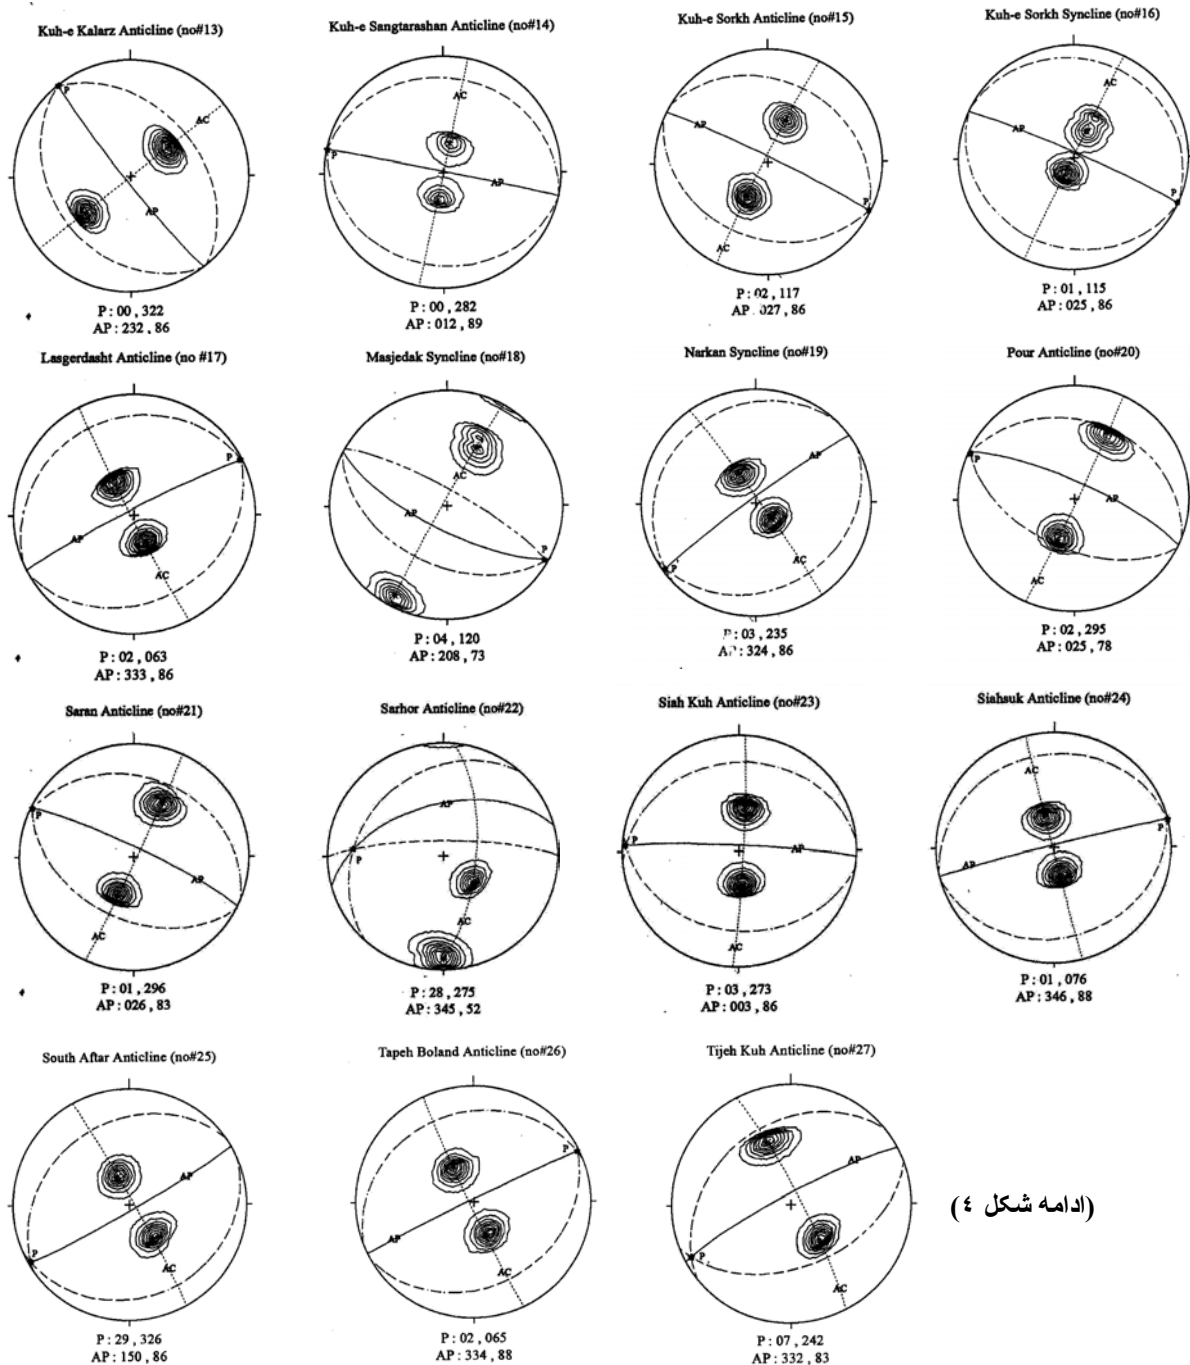 Kuh-e Kalarz Anticline (no#13)
P
AC
AP
P : 00 , 322
AP : 232 , 86
Kuh-e Sangtarashan Anticline (no#14)
AC
P
AP
P : 00 , 282
AP : 012 , 89
Kuh-e Sorkh Anticline (no#15)
AP
P
AC
P : 02 , 117
AP : 027 , 86
Kuh-e Sorkh Syncline (no#16)
AC
AP
P
P : 01 , 115
AP : 025 , 86
Lasgerdasht Anticline (no #17)
P
AP
AC
P : 02 , 063
AP : 333 , 86
Masjedak Syncline (no#18)
AC
AP
P
P : 04 , 120
AP : 208 , 73
Narkan Syncline (no#19)
AP
P
AC
P : 03 , 235
AP : 324 , 86
Pour Anticline (no#20)
P
AP
AC
P : 02 , 295
AP : 025 , 78
Saran Anticline (no#21)
P
AP
AC
P : 01 , 296
AP : 026 , 83
Sarhor Anticline (no#22)
AP
P
AC
P : 28 , 275
AP : 345 , 52
Siah Kuh Anticline (no#23)
P
AP
AC
P : 03 , 273
AP : 003 , 86
Siahsuk Anticline (no#24)
AC
P
AP
P : 01 , 076
AP : 346 , 88
South Aftar Anticline (no#25)
AP
P
AC
P : 29 , 326
AP : 150 , 86
Tapeh Boland Anticline (no#26)
P
AP
AC
P : 02 , 065
AP : 334 , 88
Tijeh Kuh Anticline (no#27)
AP
P
AC
P : 07 , 242
AP : 332 , 83
(ادامه شکل ٤)